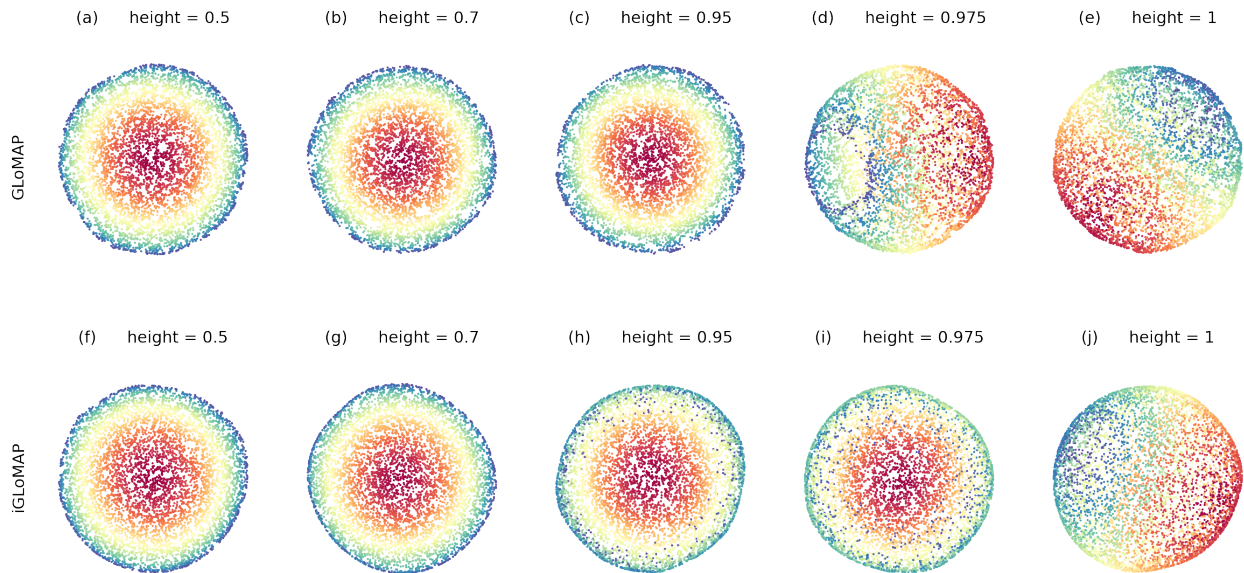 (a) height = 0.5
(b) height = 0.7
(c) height = 0.95
(d) height = 0.975
(e) height = 1
GLoMAP
(f) height = 0.5
(g) height = 0.7
(h) height = 0.95
(i) height = 0.975
(j) height = 1
iGLoMAP